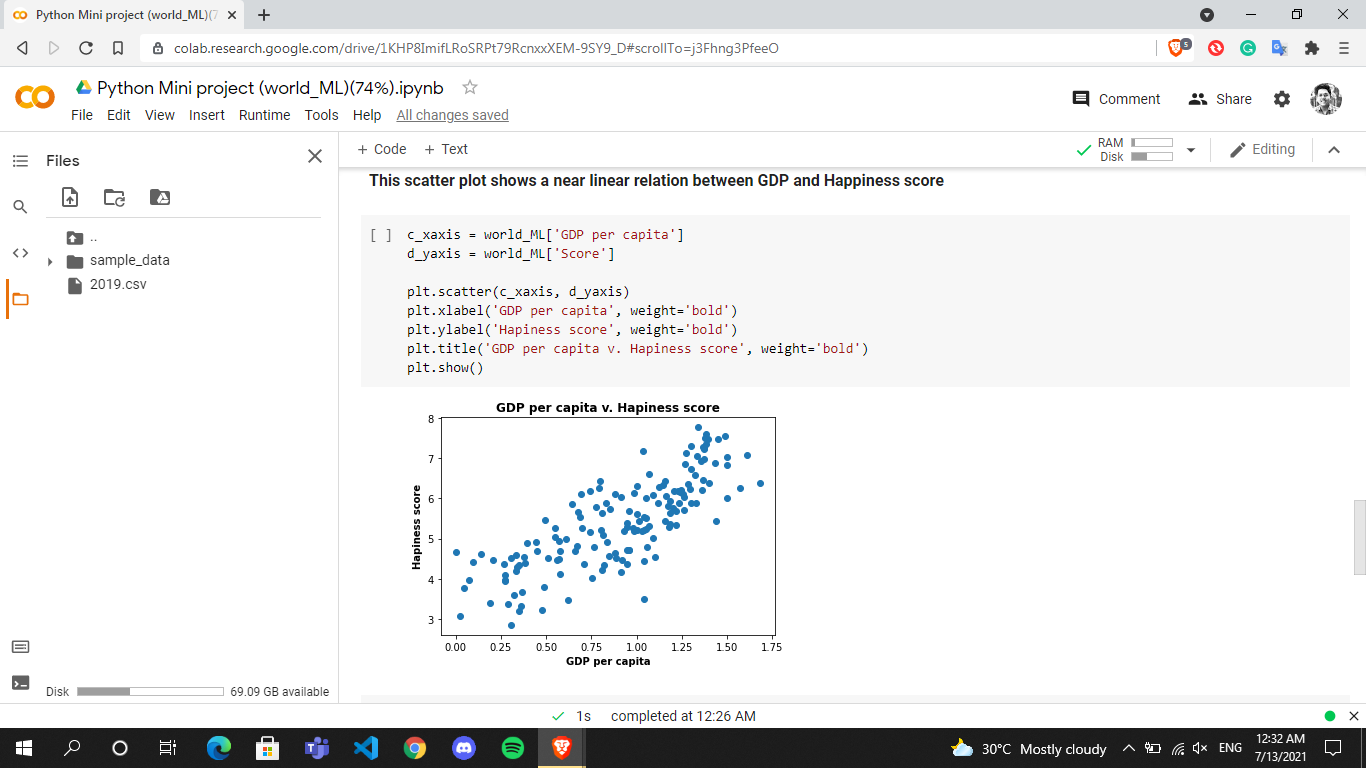 Python Mini project (world_ML)(7
colab.research.google.com/drive/1KHP8ImifLRoSRPt79RcnxxXEM-9SY9_D#scrollTo=j3Fhng3PfeeO
5
Python Mini project (world_ML)(74%).ipynb
File Edit View Insert Runtime Tools Help All changes saved
Comment Share
Files
+ Code + Text
RAM
Disk
Editing
..
sample_data
2019.csv
This scatter plot shows a near linear relation between GDP and Happiness score
[ ] c_xaxis = world_ML['GDP per capita']
d_yaxis = world_ML['Score']
plt.scatter(c_xaxis, d_yaxis)
plt.xlabel('GDP per capita', weight='bold')
plt.ylabel('Hapiness score', weight='bold')
plt.title('GDP per capita v. Hapiness score', weight='bold')
plt.show()
GDP per capita v. Hapiness score
8
7
6
5
4
3
Hapiness score
0.00 0.25 0.50 0.75 1.00 1.25 1.50 1.75
GDP per capita
Disk 69.09 GB available
1s completed at 12:26 AM
30°C Mostly cloudy
ENG
12:32 AM
7/13/2021